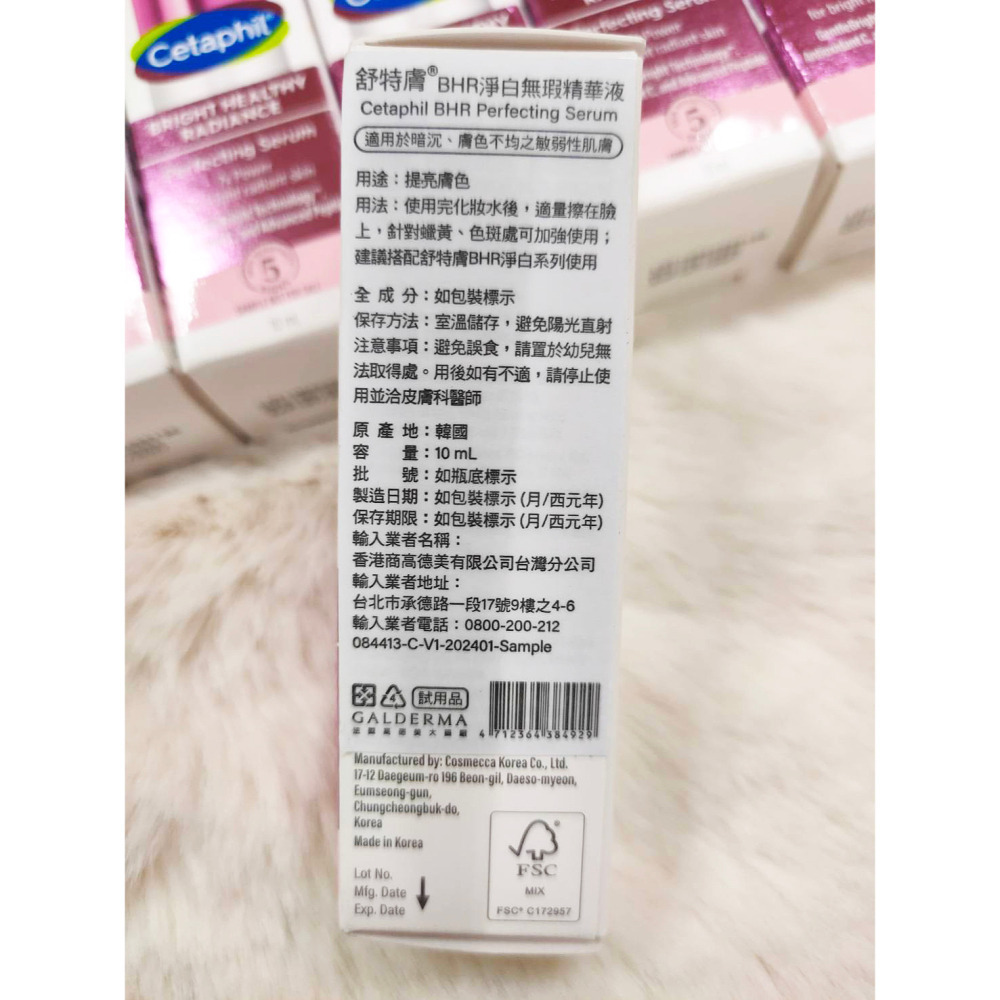 舒特膚® BHR淨白無瑕精華液
Cetaphil BHR Perfecting Serum
適用於暗沉、膚色不均之敏弱性肌膚
用途：提亮膚色
用法：使用完化妝水後，適量擦在臉
上，針對蠟黃、色斑處可加強使用；
建議搭配舒特膚BHR淨白系列使用
全 成 分：如包裝標示
保存方法：室溫儲存，避免陽光直射
注意事項：避免誤食，請置於幼兒無
法取得處。用後如有不適，請停止使
用並洽皮膚科醫師
原 產 地：韓國
容 量：10 mL
批 號：如瓶底標示
製造日期：如包裝標示 (月/西元年)
保存期限：如包裝標示 (月/西元年)
輸入業者名稱：
香港商高德美有限公司台灣分公司
輸入業者地址：
台北市承德路一段17號9樓之4-6
輸入業者電話：0800-200-212
084413-C-V1-202401-Sample
4 試用品
GALDERMA
4 712364 384929
Manufactured by: Cosmecca Korea Co., Ltd.
17-12 Daegeum-ro 196 Beon-gil, Daeso-myeon,
Eumseong-gun,
Chungcheongbuk-do,
Korea
Made in Korea
Lot No.
Mfg. Date
Exp. Date
FSC
MIX
FSC® C172957
Cetaphil®
BRIGHT HEALTHY
RADIANCE
Perfecting Serum
5
Perfecting Serum
5